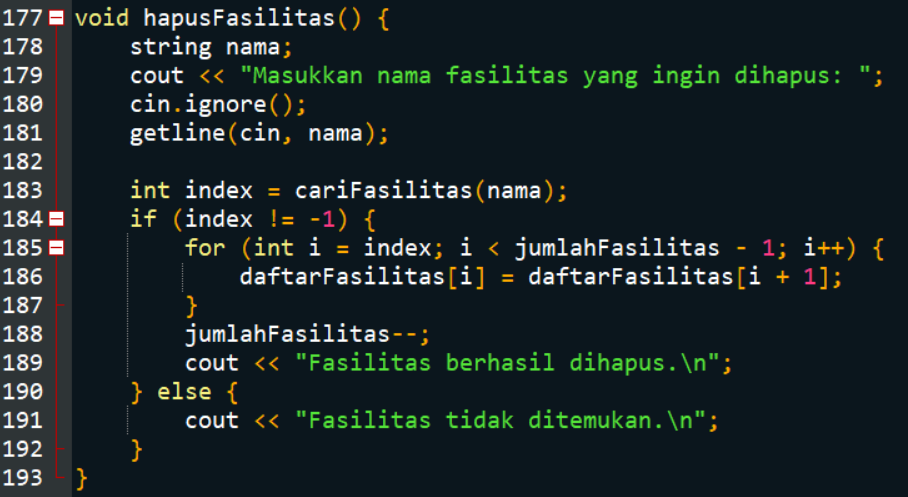 177 void hapusFasilitas() {
178     string nama;
179     cout << "Masukkan nama fasilitas yang ingin dihapus: ";
180     cin.ignore();
181     getline(cin, nama);
182
183     int index = cariFasilitas(nama);
184     if (index != -1) {
185         for (int i = index; i < jumlahFasilitas - 1; i++) {
186             daftarFasilitas[i] = daftarFasilitas[i + 1];
187         }
188         jumlahFasilitas--;
189         cout << "Fasilitas berhasil dihapus.\n";
190     } else {
191         cout << "Fasilitas tidak ditemukan.\n";
192     }
193 }